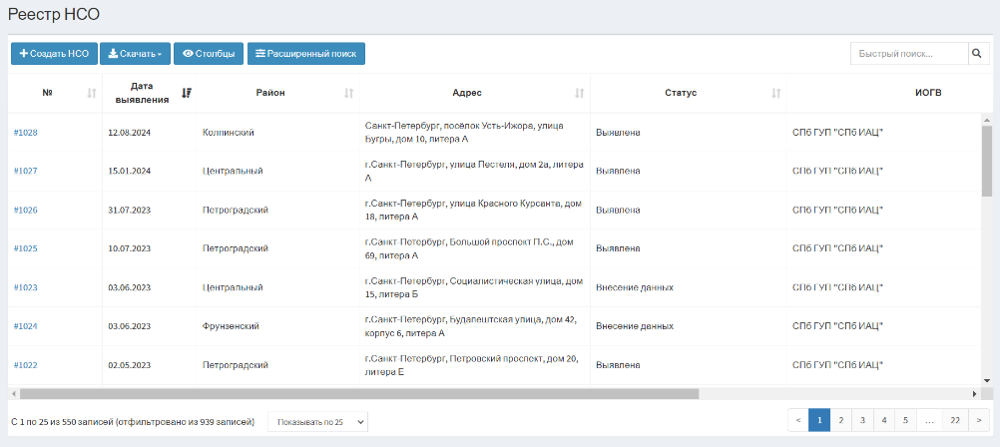 Реестр НСО
Создать НСО Скачать Столбцы Расширенный поиск Быстрый поиск...
№ Дата выявления Район Адрес Статус ИОГВ
#1028 12.08.2024 Колпинский Санкт-Петербург, посёлок Усть-Ижора, улица Бугры, дом 10, литера А Выявлена СПб ГУП "СПб ИАЦ"
#1027 15.01.2024 Центральный г.Санкт-Петербург, улица Пестеля, дом 2а, литера А Выявлена СПб ГУП "СПб ИАЦ"
#1026 31.07.2023 Петроградский г.Санкт-Петербург, улица Красного Курсанта, дом 18, литера А Выявлена СПб ГУП "СПб ИАЦ"
#1025 10.07.2023 Петроградский г.Санкт-Петербург, Большой проспект П.С., дом 69, литера А Выявлена СПб ГУП "СПб ИАЦ"
#1023 03.06.2023 Центральный г.Санкт-Петербург, Социалистическая улица, дом 15, литера Б Внесение данных СПб ГУП "СПб ИАЦ"
#1024 03.06.2023 Фрунзенский г.Санкт-Петербург, Будапештская улица, дом 42, корпус 6, литера А Внесение данных СПб ГУП "СПб ИАЦ"
#1022 02.05.2023 Петроградский г.Санкт-Петербург, Петровский проспект, дом 20, литера Е Выявлена СПб ГУП "СПб ИАЦ"
С 1 по 25 из 550 записей (отфильтровано из 939 записей) Показывать по 25 < 1 2 3 4 5 ... 22 >